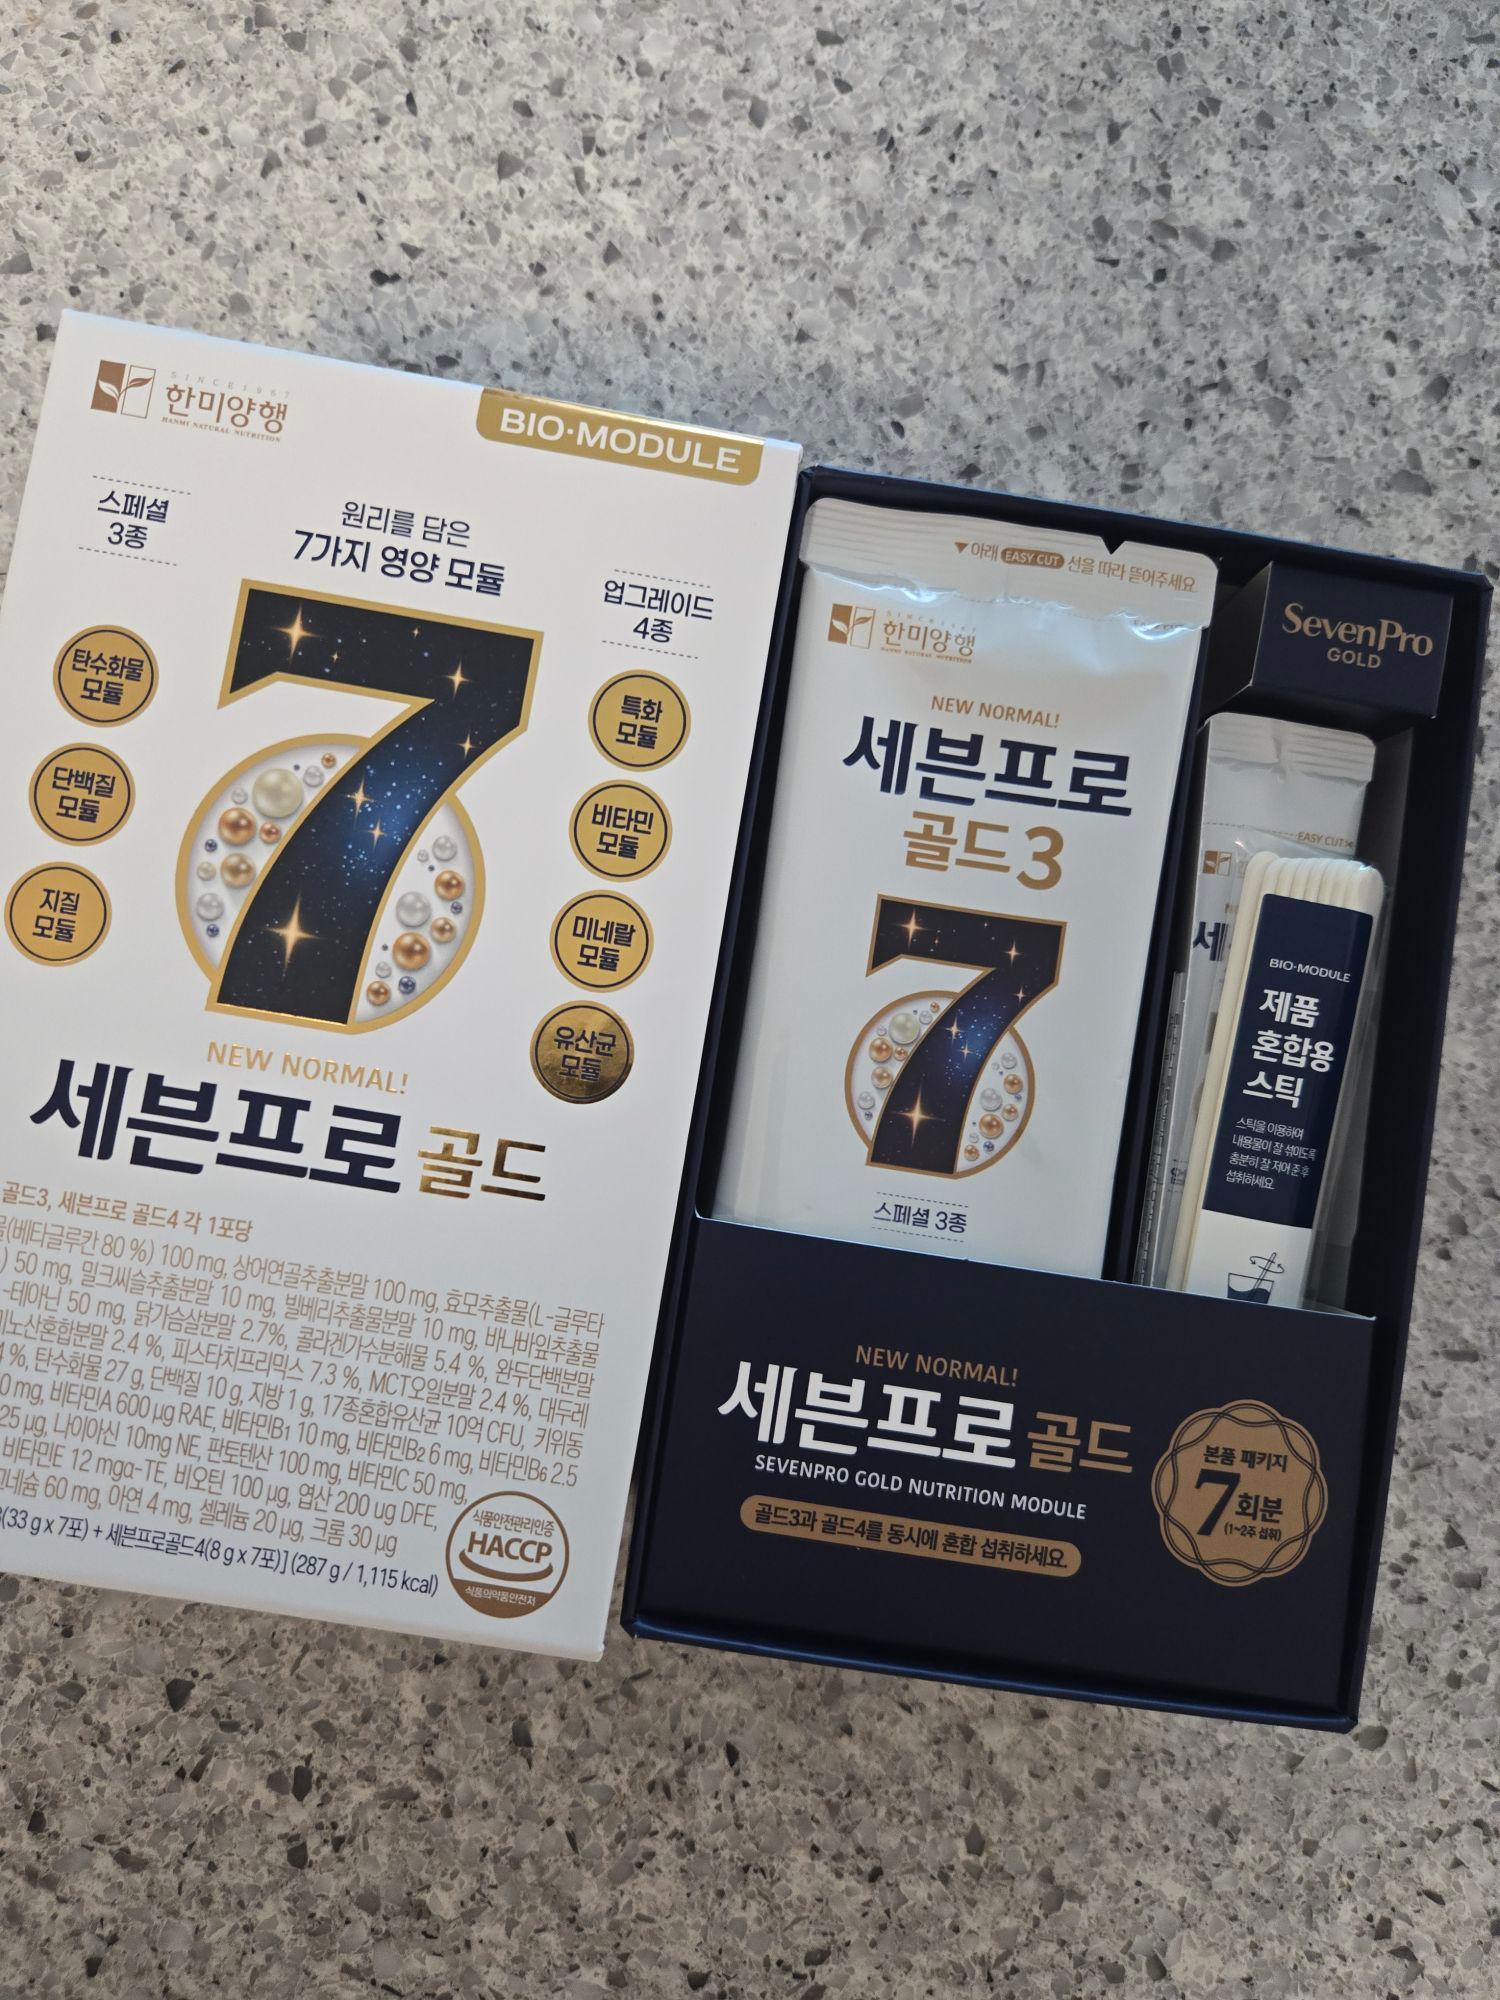 SINCE 1967
한미양행
HANMI NATURAL NUTRITION
BIO·MODULE
스페셜
3종
원리를 담은
7가지 영양 모듈
업그레이드
4종
탄수화물
모듈
단백질
모듈
지질
모듈
7
특화
모듈
비타민
모듈
미네랄
모듈
유산균
모듈
NEW NORMAL!
세븐프로 골드
골드3, 세븐프로 골드4 각 1포당
(베타글루칸 80 %) 100 mg, 상어연골추출분말 100 mg, 효모추출물(L-글루타
) 50 mg, 밀크씨슬추출분말 10 mg, 빌베리추출물분말 10 mg, 바나바잎추출물
-테아닌 50 mg, 닭가슴살분말 2.7%, 콜라겐가수분해물 5.4 %, 완두단백분말
미노산혼합분말 2.4 %, 피스타치프리믹스 7.3 %, MCT오일분말 2.4 %, 대두레
4 %, 탄수화물 27 g, 단백질 10 g, 지방 1 g, 17종혼합유산균 10억 CFU, 키위동
0 mg, 비타민A 600 μg RAE, 비타민B1 10 mg, 비타민B2 6 mg, 비타민B6 2.5
25 μg, 나이아신 10mg NE, 판토텐산 100 mg, 비타민C 50 mg,
비타민E 12 mgα-TE, 비오틴 100 μg, 엽산 200 ug DFE,
그네슘 60 mg, 아연 4 mg, 셀레늄 20 μg, 크롬 30 μg
(33 g x 7포) + 세븐프로골드4(8 g x 7포)] (287 g / 1,115 kcal)
식품안전관리인증
HACCP
식품의약품안전처
▼아래 EASY CUT 선을 따라 뜯어주세요.
SINCE 1967
한미양행
HANMI NATURAL NUTRITION
NEW NORMAL!
세븐프로
골드3
7
스페셜 3종
SevenPro
GOLD
EASY CUT
세
BIO·MODULE
제품
혼합용
스틱
스틱을 이용하여
내용물이 잘 섞이도록
충분히 잘 저어 준 후
섭취하세요.
NEW NORMAL!
세븐프로 골드
SEVENPRO GOLD NUTRITION MODULE
골드3과 골드4를 동시에 혼합 섭취하세요.
본품 패키지
7회분
(1~2주 섭취)